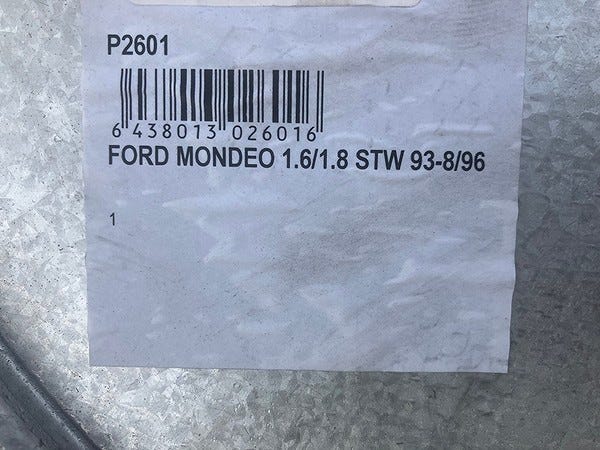 P2601
6 438013 026016
FORD MONDEO 1.6/1.8 STW 93-8/96
1